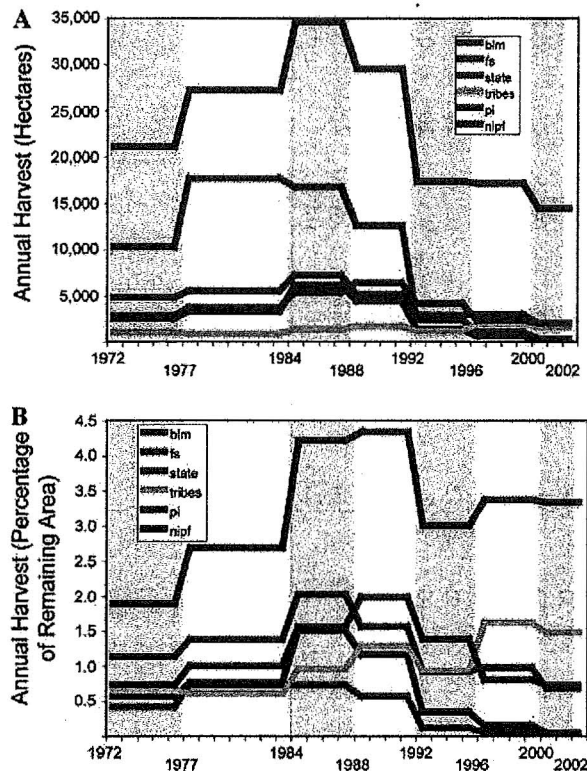 A
Annual Harvest (Hectares)
35,000
30,000
25,000
20,000
15,000
10,000
5,000
blm
fs
state
tribes
pi
nipf
1972
1977
1984
1988
1992
1996
2000
2002
B
Annual Harvest (Percentage
of Remaining Area)
4.5
4.0
3.5
3.0
2.5
2.0
1.5
1.0
0.5
blm
fs
state
tribes
pi
nipf
1972
1977
1984
1988
1992
1996
2000
2002